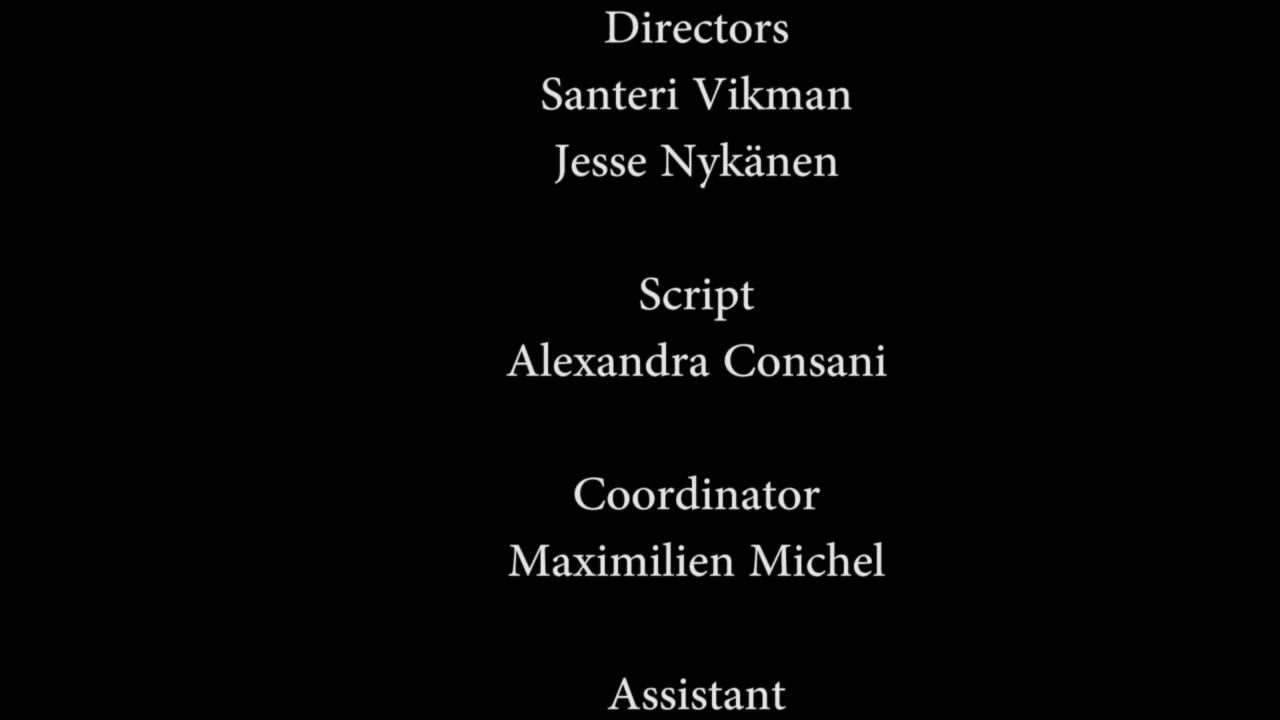 Directors
Santeri Vikman
Jesse Nykänen
Script
Alexandra Consani
Coordinator
Maximilien Michel
Assistant